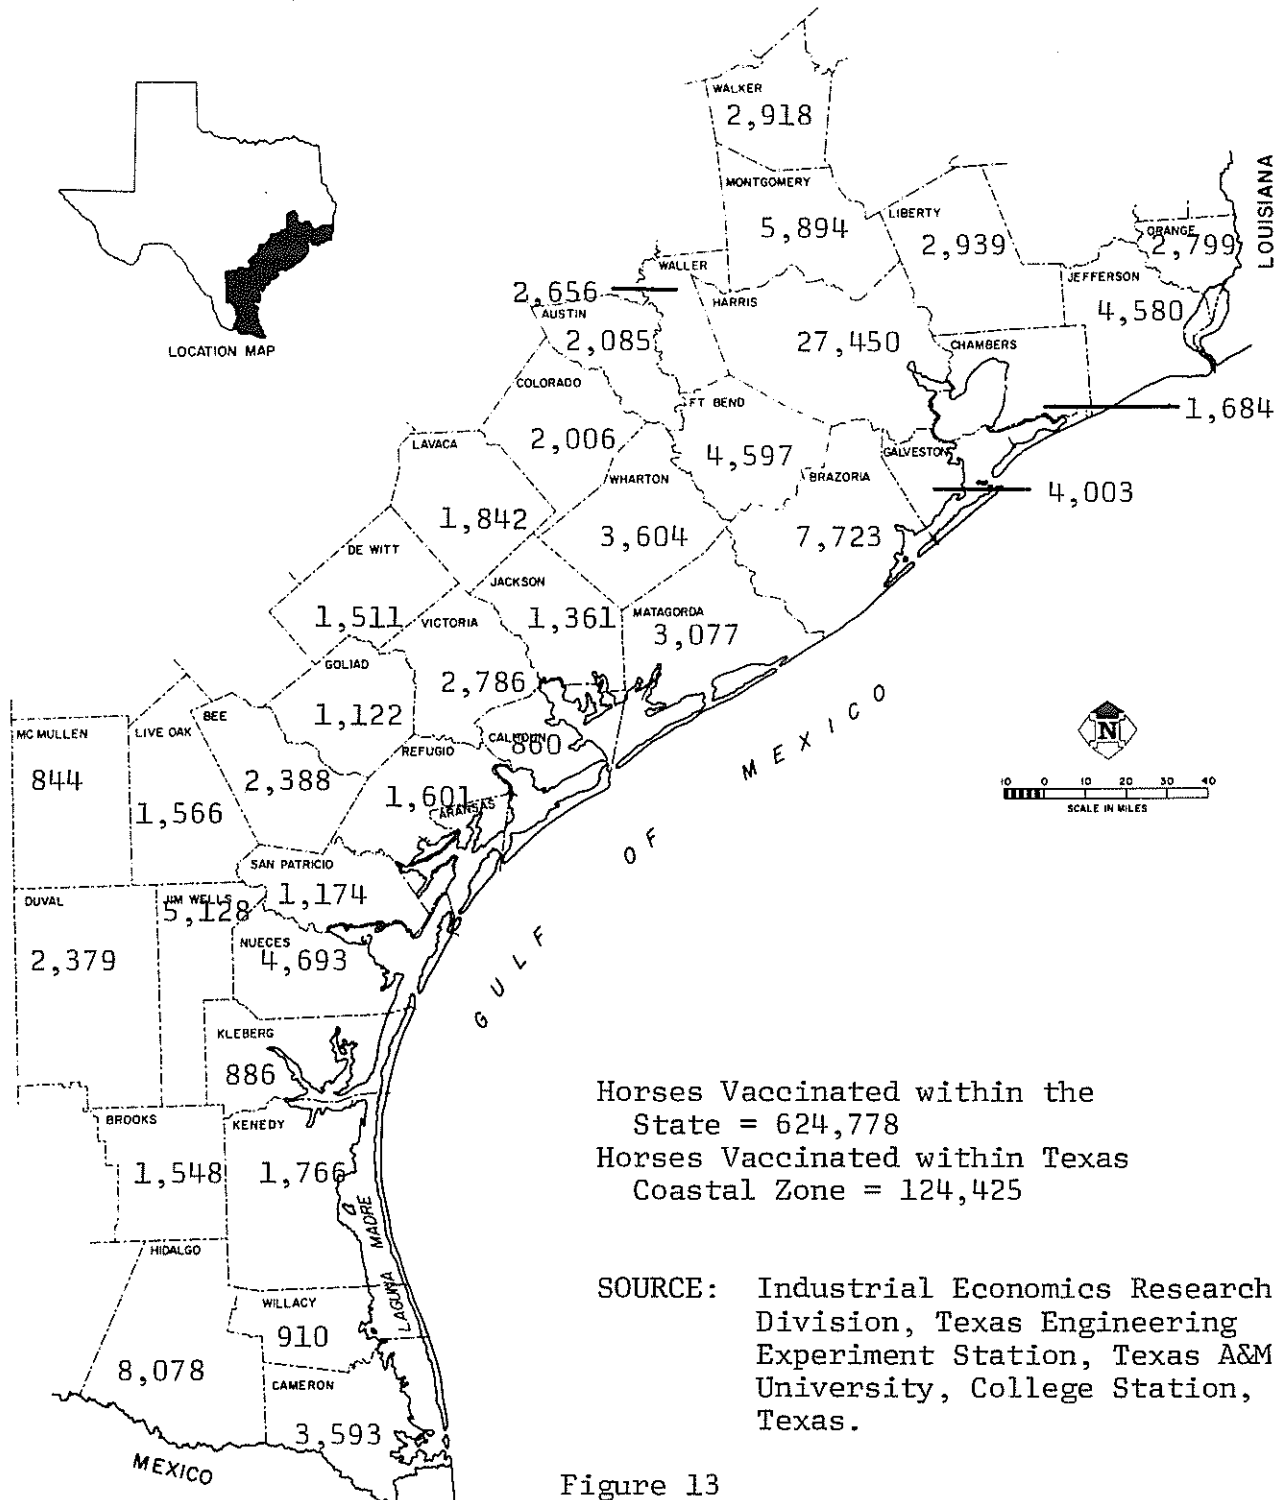 WALKER
2,918
MONTGOMERY
5,894
LIBERTY
2,939
ORANGE
2,799
LOUISIANA
JEFFERSON
4,580
WALLER
2,656
HARRIS
27,450
AUSTIN
2,085
CHAMBERS
1,684
LOCATION MAP
COLORADO
2,006
FT BEND
4,597
GALVESTON
4,003
BRAZORIA
7,723
LAVACA
1,842
WHARTON
3,604
DE WITT
1,511
JACKSON
1,361
MATAGORDA
3,077
VICTORIA
2,786
GOLIAD
1,122
CALHOUN
860
BEE
2,388
REFUGIO
1,601
ARANSAS
MC MULLEN
844
LIVE OAK
1,566
SAN PATRICIO
1,174
DUVAL
2,379
JIM WELLS
5,128
NUECES
4,693
KLEBERG
886
BROOKS
1,548
KENEDY
1,766
HIDALGO
8,078
WILLACY
910
CAMERON
3,593
LAGUNA MADRE
MEXICO
GULF OF MEXICO
N
10 0 10 20 30 40
SCALE IN MILES
Horses Vaccinated within the
State = 624,778
Horses Vaccinated within Texas
Coastal Zone = 124,425
SOURCE: Industrial Economics Research
Division, Texas Engineering
Experiment Station, Texas A&M
University, College Station,
Texas.
Figure 13